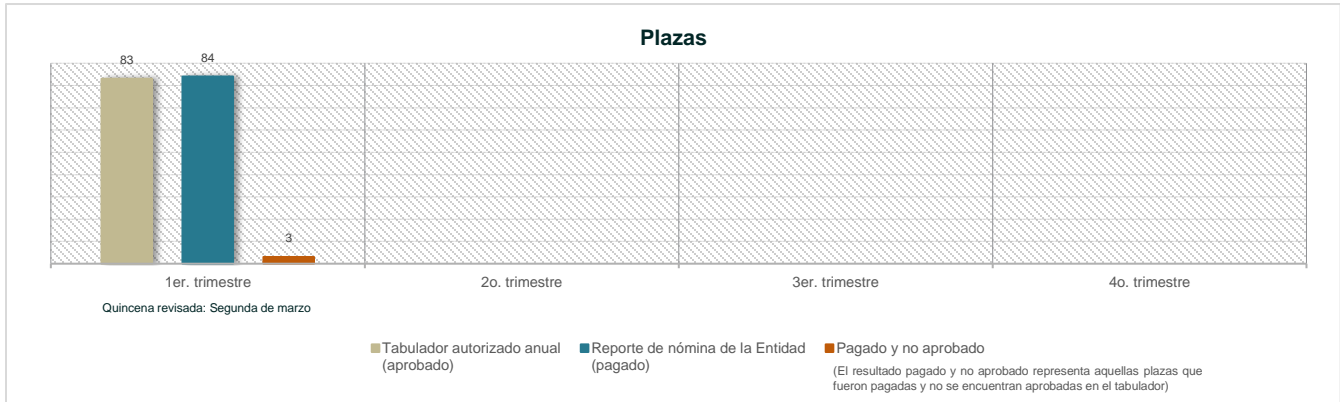 Plazas
83
84
3
1er. trimestre
2o. trimestre
3er. trimestre
4o. trimestre
Quincena revisada: Segunda de marzo
Tabulador autorizado anual
(aprobado)
Reporte de nómina de la Entidad
(pagado)
Pagado y no aprobado
(El resultado pagado y no aprobado representa aquellas plazas que
fueron pagadas y no se encuentran aprobadas en el tabulador)